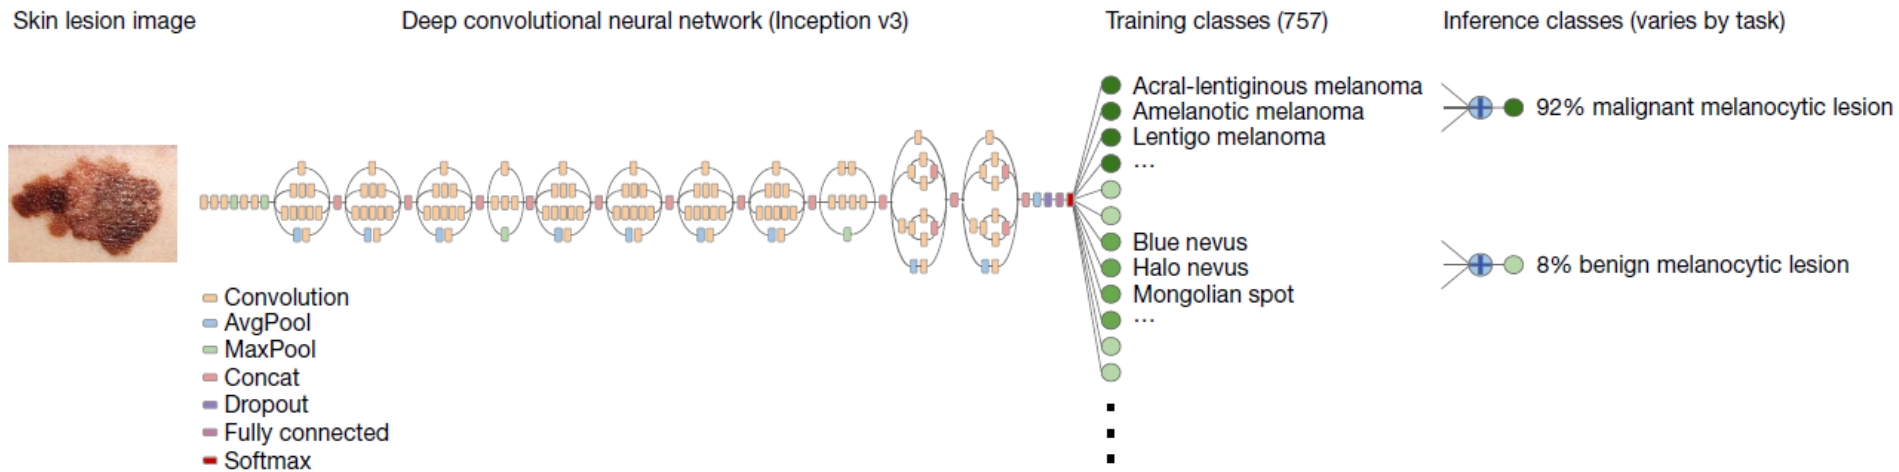 Skin lesion image
Deep convolutional neural network (Inception v3)
Training classes (757)
Inference classes (varies by task)
Acral-lentiginous melanoma
Amelanotic melanoma
Lentigo melanoma
...
Blue nevus
Halo nevus
Mongolian spot
...
92% malignant melanocytic lesion
8% benign melanocytic lesion
Convolution
AvgPool
MaxPool
Concat
Dropout
Fully connected
Softmax